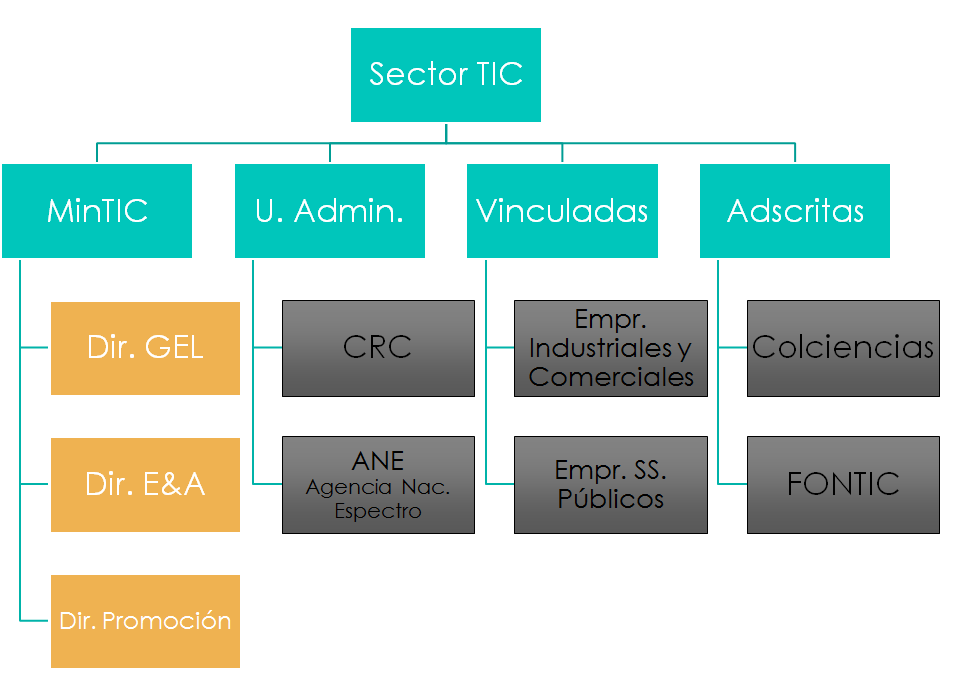 Sector TIC
MinTIC
U. Admin.
Vinculadas
Adscritas
Dir. GEL
CRC
Empr.
Industriales y
Comerciales
Colciencias
Dir. E&A
ANE
Agencia Nac.
Espectro
Empr. SS.
Públicos
FONTIC
Dir. Promoción